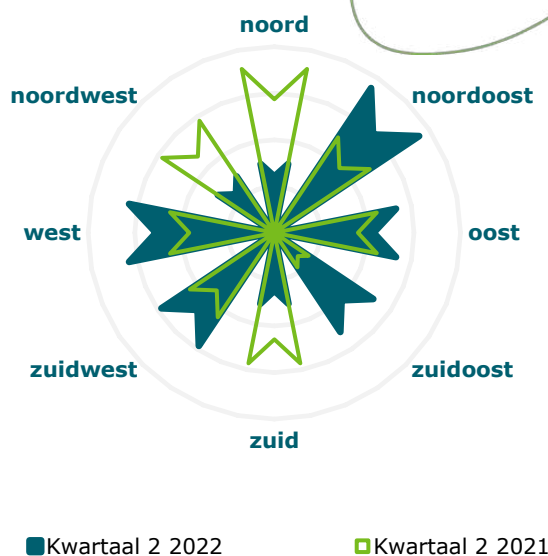 noord
noordwest
noordoost
west
oost
zuidwest
zuidoost
zuid
Kwartaal 2 2022
Kwartaal 2 2021